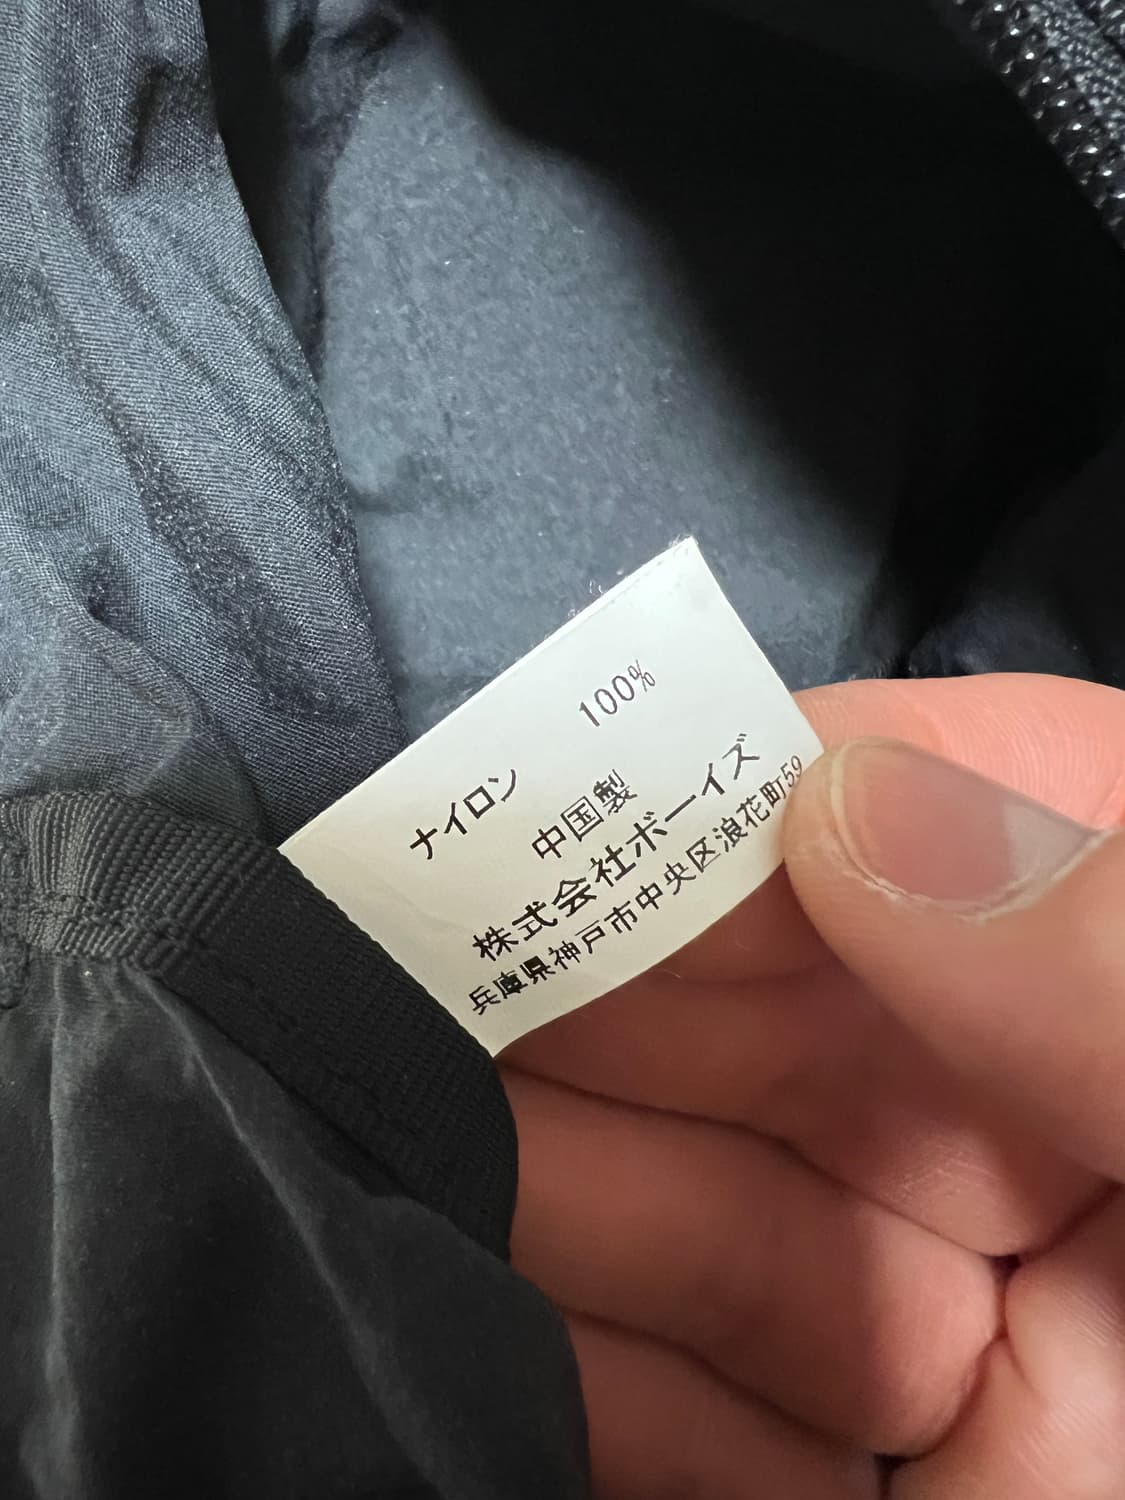 ナイロン 100%
中国製
株式会社ボーイズ
兵庫県神戸市中央区浪花町59